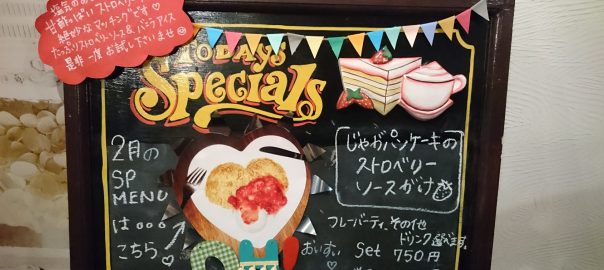 甘酸っぱいストロベリー
絶妙なマッチングです♡
たっぷりストロベリーソース& バニラアイス
是非一度お試し下さいませ
TODAYS
Specials
2月の
SP
MENU
は。。。
こちら♡
じゃがパンケーキの
ストロベリー
ソースがけ
フレーバーティ、その他
ドリンク選べます。
おいすぃ♡
Set 750円
OH!